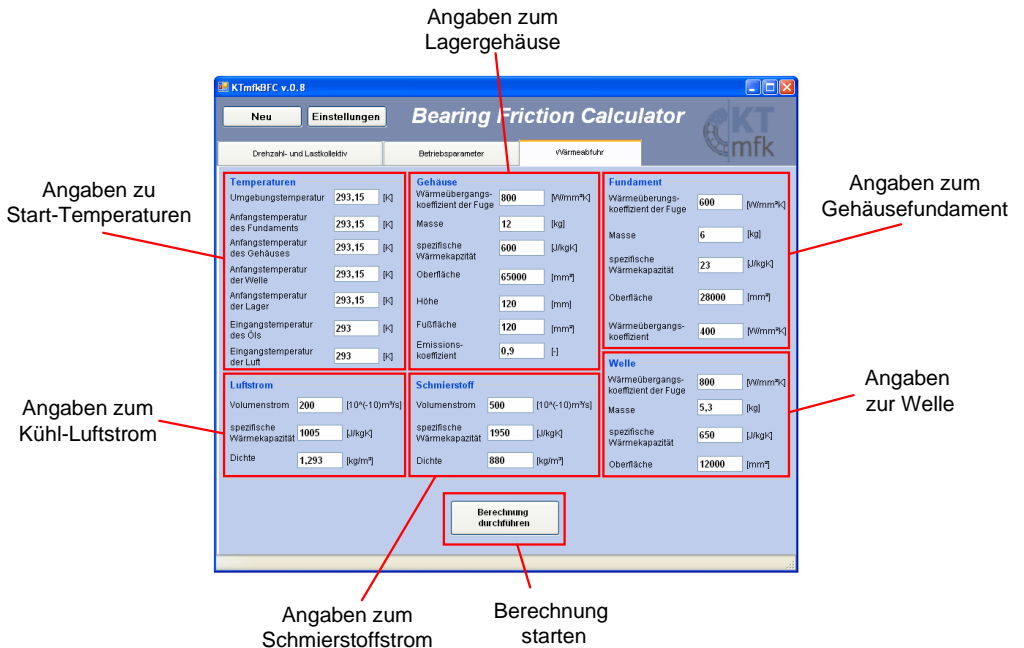 Angaben zum
Lagergehäuse
KTmfkBFC v.0.8
Neu
Einstellungen
Bearing Friction Calculator
KT
mfk
Drehzahl- und Lastkollektiv
Betriebsparameter
Wärmeabfuhr
Angaben zu
Start-Temperaturen
Temperaturen
Umgebungstemperatur 293,15 [K]
Anfangstemperatur
des Fundaments 293,15 [K]
Anfangstemperatur
des Gehäuses 293,15 [K]
Anfangstemperatur
der Welle 293,15 [K]
Anfangstemperatur
der Lager 293,15 [K]
Eingangstemperatur
des Öls 293 [K]
Eingangstemperatur
der Luft 293 [K]
Gehäuse
Wärmeübergangs-
koeffizient der Fuge 800 [W/mm²K]
Masse 12 [kg]
spezifische
Wärmekapzität 600 [J/kgK]
Oberfläche 65000 [mm²]
Höhe 120 [mm]
Fußfläche 120 [mm²]
Emissions-
koeffizient 0,9 [-]
Fundament
Wärmeüberungs-
koeffizient der Fuge 600 [W/mm²K]
Masse 6 [kg]
spezifische
Wärmekapazität 23 [J/kgK]
Oberfläche 28000 [mm²]
Wärmeübergangs-
koeffizient 400 [W/mm²K]
Angaben zum
Gehäusefundament
Angaben zum
Kühl-Luftstrom
Luftstrom
Volumenstrom 200 [10^(-10)m³/s]
spezifische
Wärmekapazität 1005 [J/kgK]
Dichte 1,293 [kg/m³]
Schmierstoff
Volumenstrom 500 [10^(-10)m³/s]
spezifische
Wärmekapazität 1950 [J/kgK]
Dichte 880 [kg/m³]
Welle
Wärmeübergangs-
koeffizient der Fuge 800 [W/mm²K]
Masse 5,3 [kg]
spezifische
Wärmekapazität 650 [J/kgK]
Oberfläche 12000 [mm²]
Angaben
zur Welle
Berechnung
durchführen
Angaben zum
Schmierstoffstrom
Berechnung
starten